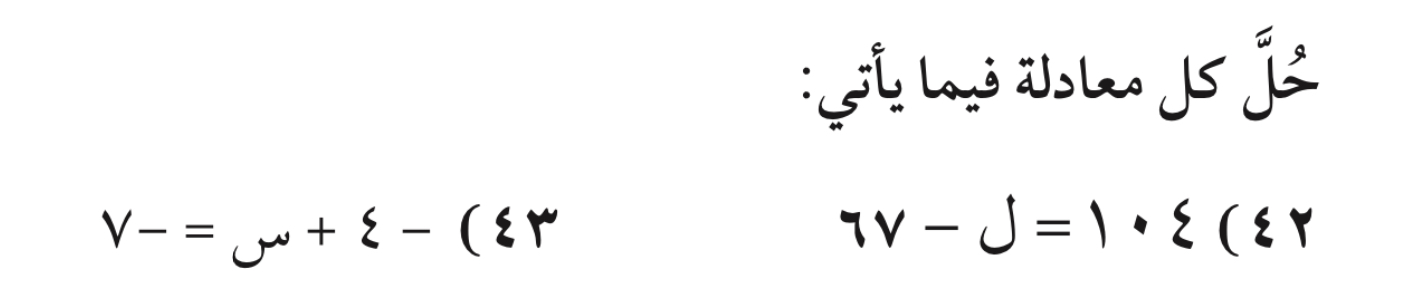 حُلَّ كل معادلة فيما يأتي:
٤٢) ١٠٤ = ل − ٦٧
٤٣) − ٤ + س = −٧